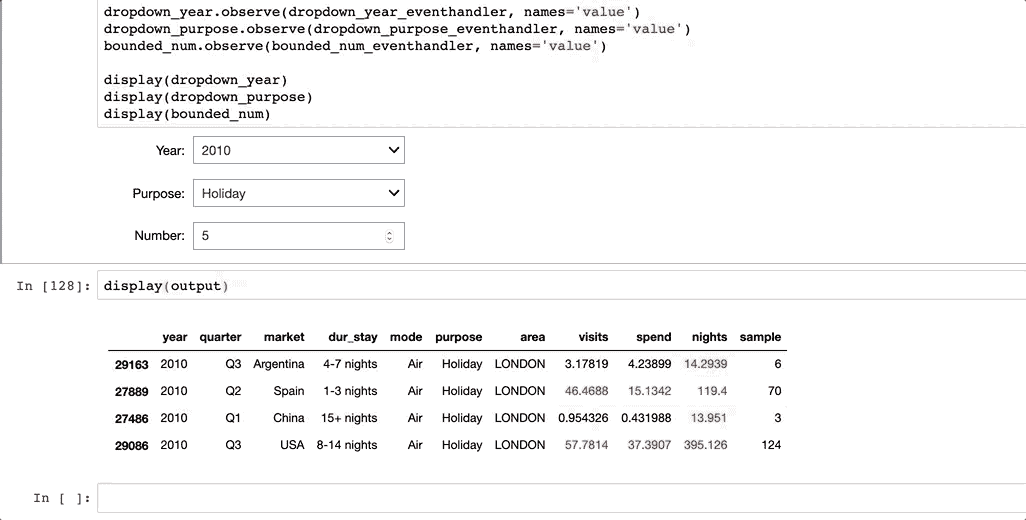 dropdown_year.observe(dropdown_year_eventhandler, names='value')
dropdown_purpose.observe(dropdown_purpose_eventhandler, names='value')
bounded_num.observe(bounded_num_eventhandler, names='value')
display(dropdown_year)
display(dropdown_purpose)
display(bounded_num)
Year: 2010
Purpose: Holiday
Number: 5
In [128]: display(output)
year quarter market dur_stay mode purpose area visits spend nights sample
29163 2010 Q3 Argentina 4-7 nights Air Holiday LONDON 3.17819 4.23899 14.2939 6
27889 2010 Q2 Spain 1-3 nights Air Holiday LONDON 46.4688 15.1342 119.4 70
27486 2010 Q1 China 15+ nights Air Holiday LONDON 0.954326 0.431988 13.951 3
29086 2010 Q3 USA 8-14 nights Air Holiday LONDON 57.7814 37.3907 395.126 124
In [ ]: